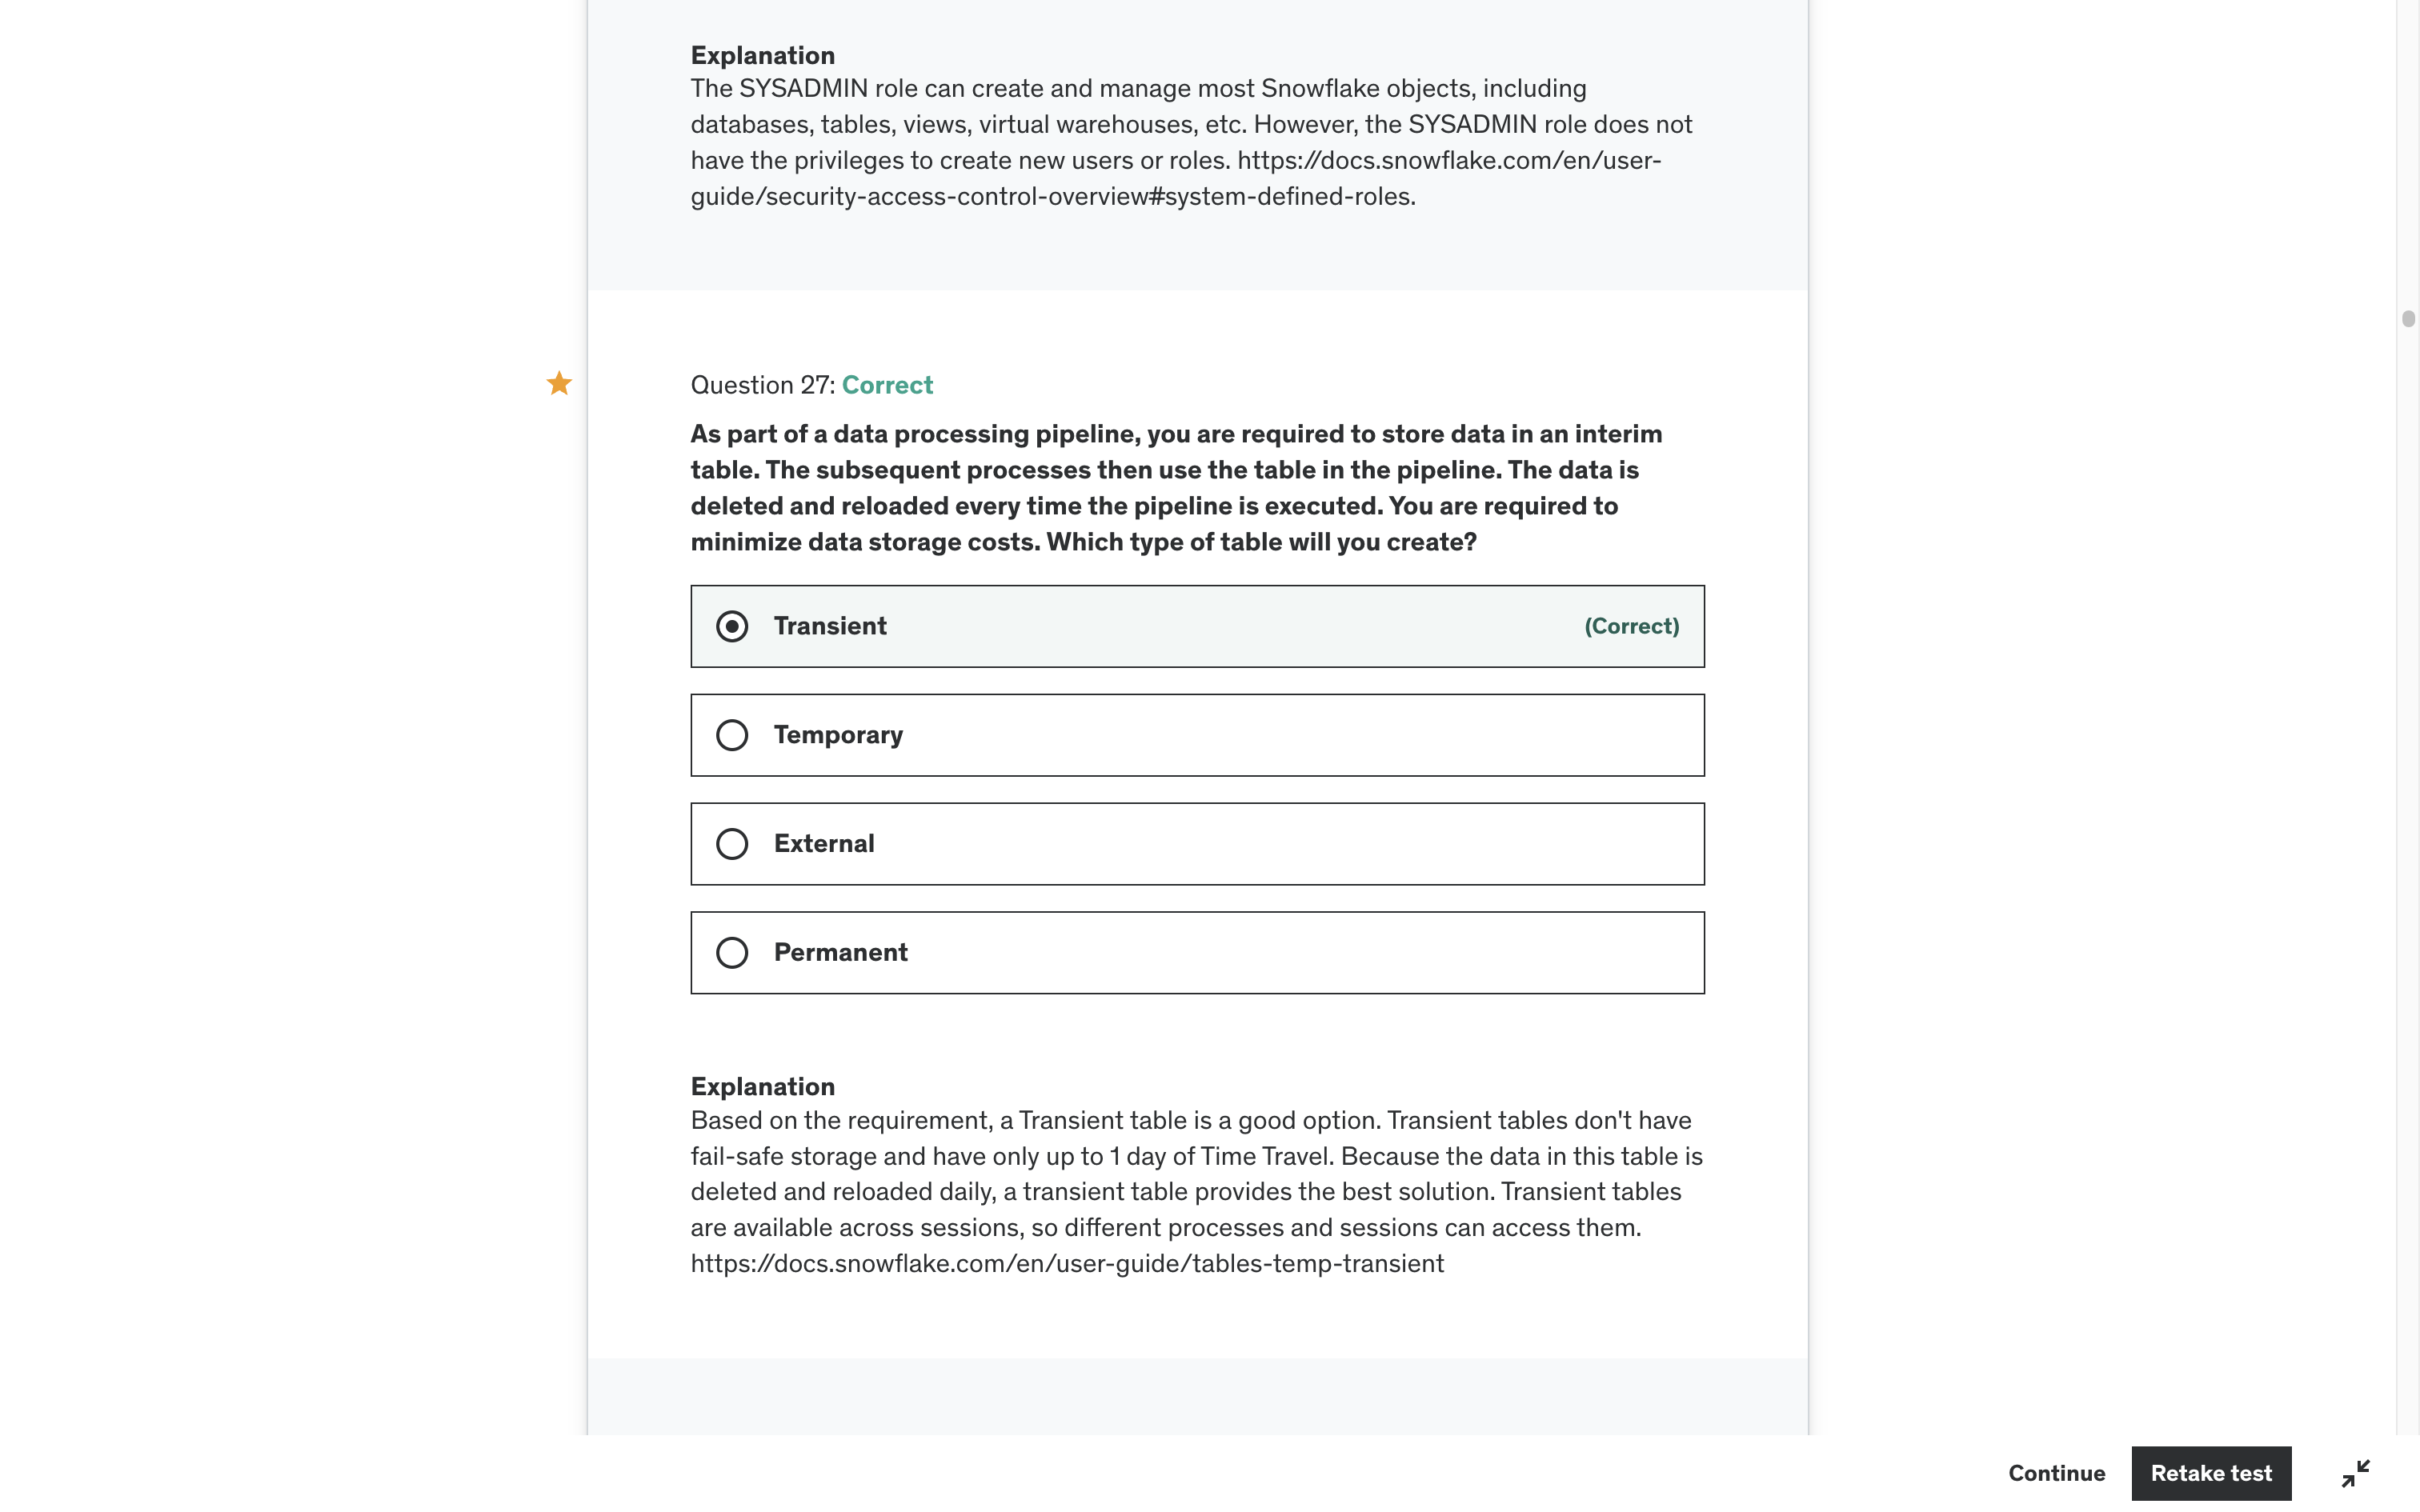 Explanation
The SYSADMIN role can create and manage most Snowflake objects, including
databases, tables, views, virtual warehouses, etc. However, the SYSADMIN role does not
have the privileges to create new users or roles. https://docs.snowflake.com/en/user-
guide/security-access-control-overview#system-defined-roles.
Question 27: Correct
As part of a data processing pipeline, you are required to store data in an interim
table. The subsequent processes then use the table in the pipeline. The data is
deleted and reloaded every time the pipeline is executed. You are required to
minimize data storage costs. Which type of table will you create?
Transient (Correct)
Temporary
External
Permanent
Explanation
Based on the requirement, a Transient table is a good option. Transient tables don't have
fail-safe storage and have only up to 1 day of Time Travel. Because the data in this table is
deleted and reloaded daily, a transient table provides the best solution. Transient tables
are available across sessions, so different processes and sessions can access them.
https://docs.snowflake.com/en/user-guide/tables-temp-transient
Continue Retake test